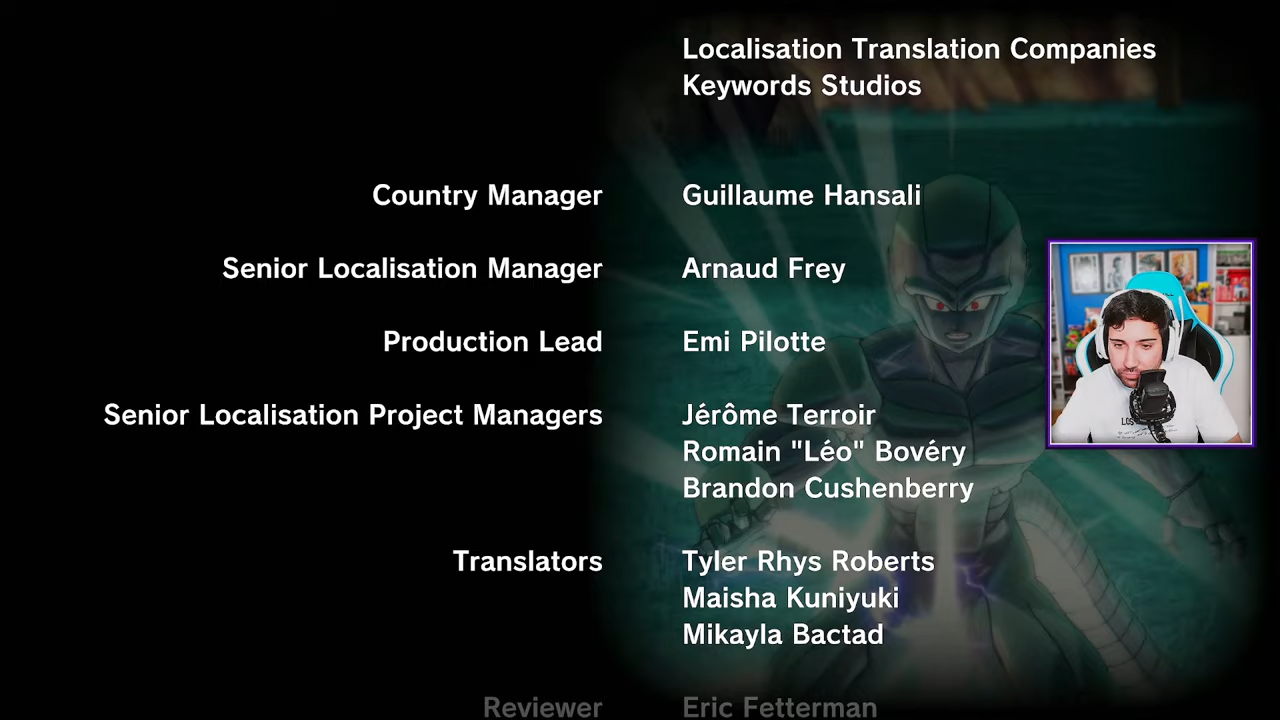 Localisation Translation Companies
Keywords Studios
Country Manager Guillaume Hansali
Senior Localisation Manager Arnaud Frey
Production Lead Emi Pilotte
Senior Localisation Project Managers Jérôme Terroir
Romain "Léo" Bovéry
Brandon Cushenberry
Translators Tyler Rhys Roberts
Maisha Kuniyuki
Mikayla Bactad
Reviewer Eric Fetterman